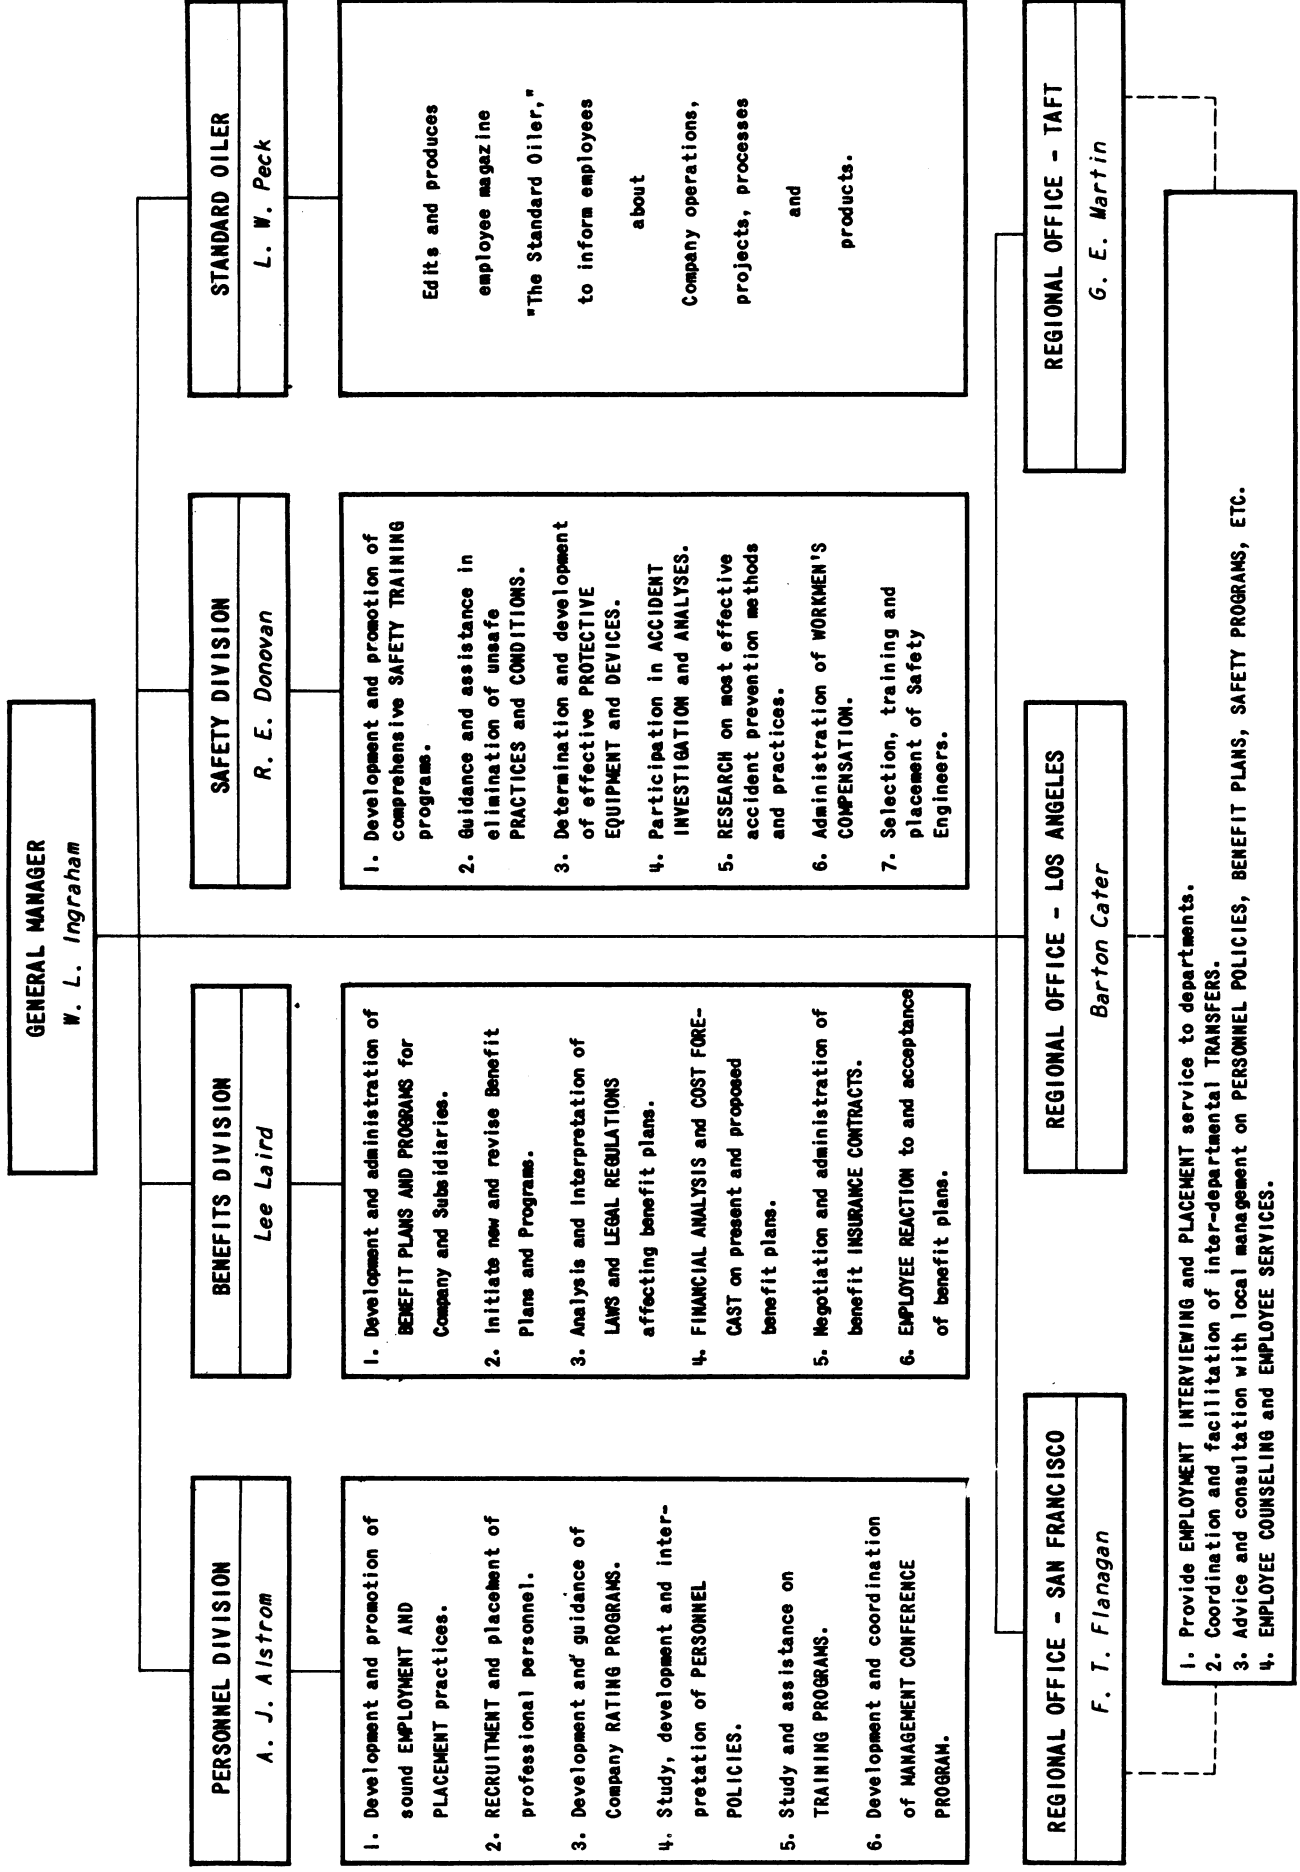 GENERAL MANAGER
W. L. Ingraham
PERSONNEL DIVISION
A. J. Alstrom
1. Development and promotion of
sound EMPLOYMENT AND
PLACEMENT practices.
2. RECRUITMENT and placement of
professional personnel.
3. Development and guidance of
Company RATING PROGRAMS.
4. Study, development and inter-
pretation of PERSONNEL
POLICIES.
5. Study and assistance on
TRAINING PROGRAMS.
6. Development and coordination
of MANAGEMENT CONFERENCE
PROGRAM.
BENEFITS DIVISION
Lee Laird
1. Development and administration of
BENEFIT PLANS AND PROGRAMS for
Company and Subsidiaries.
2. Initiate new and revise Benefit
Plans and Programs.
3. Analysis and Interpretation of
LAWS and LEGAL REGULATIONS
affecting benefit plans.
4. FINANCIAL ANALYSIS and COST FORE-
CAST on present and proposed
benefit plans.
5. Negotiation and administration of
benefit INSURANCE CONTRACTS.
6. EMPLOYEE REACTION to and acceptance
of benefit plans.
SAFETY DIVISION
R. E. Donovan
1. Development and promotion of
comprehensive SAFETY TRAINING
programs.
2. Guidance and assistance in
elimination of unsafe
PRACTICES and CONDITIONS.
3. Determination and development
of effective PROTECTIVE
EQUIPMENT and DEVICES.
4. Participation in ACCIDENT
INVESTIGATION and ANALYSES.
5. RESEARCH on most effective
accident prevention methods
and practices.
6. Administration of WORKMEN'S
COMPENSATION.
7. Selection, training and
placement of Safety
Engineers.
STANDARD OILER
L. W. Peck
Edits and produces
employee magazine
"The Standard Oiler,"
to inform employees
about
Company operations,
projects, processes
and
products.
REGIONAL OFFICE - SAN FRANCISCO
F. T. Flanagan
REGIONAL OFFICE - LOS ANGELES
Barton Cater
REGIONAL OFFICE - TAFT
G. E. Martin
1. Provide EMPLOYMENT INTERVIEWING and PLACEMENT service to departments.
2. Coordination and facilitation of inter-departmental TRANSFERS.
3. Advice and consultation with local management on PERSONNEL POLICIES, BENEFIT PLANS, SAFETY PROGRAMS, ETC.
4. EMPLOYEE COUNSELING and EMPLOYEE SERVICES.